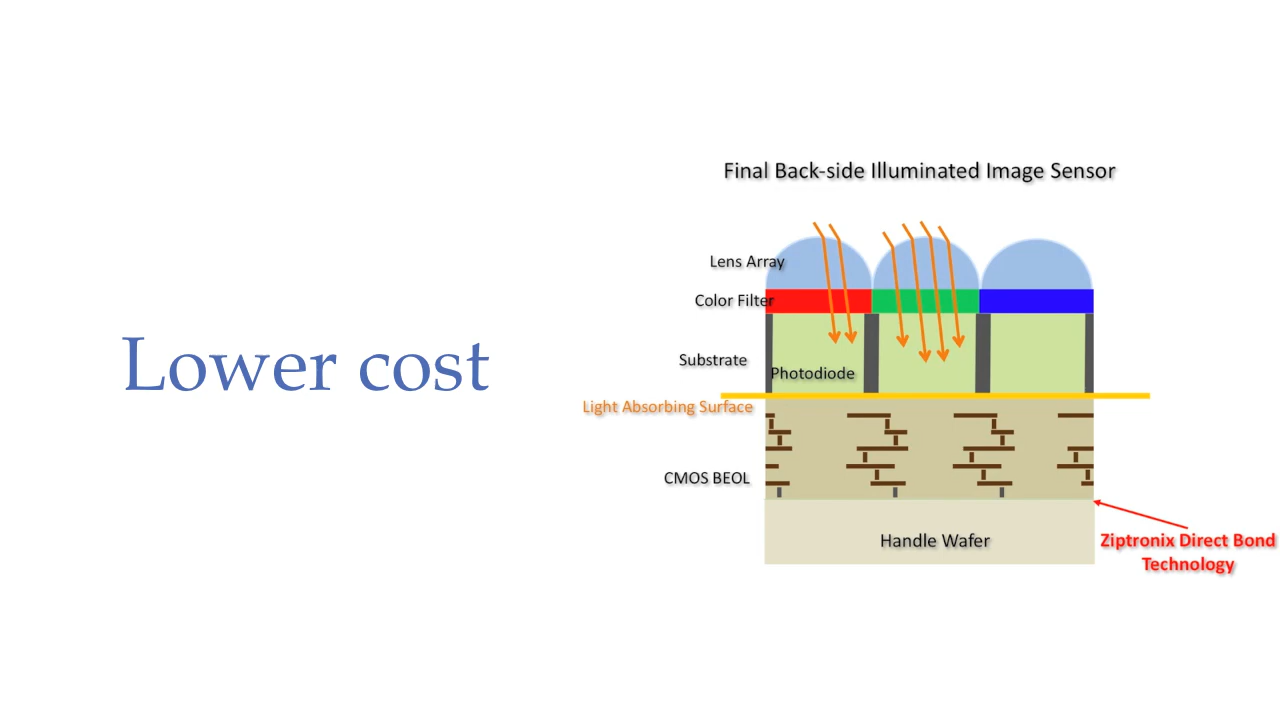 Lower cost
Final Back-side Illuminated Image Sensor
Lens Array
Color Filter
Substrate
Photodiode
Light Absorbing Surface
CMOS BEOL
Handle Wafer
Ziptronix Direct Bond
Technology